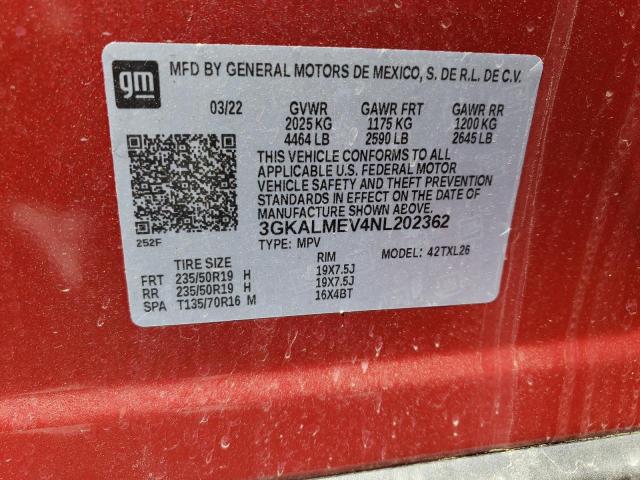 gm
MFD BY GENERAL MOTORS DE MEXICO, S. DE R.L. DE C.V.
03/22 GVWR GAWR FRT GAWR RR
2025 KG 1175 KG 1200 KG
4464 LB 2590 LB 2645 LB
THIS VEHICLE CONFORMS TO ALL
APPLICABLE U.S. FEDERAL MOTOR
VEHICLE SAFETY AND THEFT PREVENTION
STANDARDS IN EFFECT ON THE DATE OF
MANUFACTURE SHOWN ABOVE.
3GKALMEV4NL202362
252F
TYPE: MPV MODEL: 42TXL26
TIRE SIZE RIM
FRT 235/50R19 H 19X7.5J
RR 235/50R19 H 19X7.5J
SPA T135/70R16 M 16X4BT